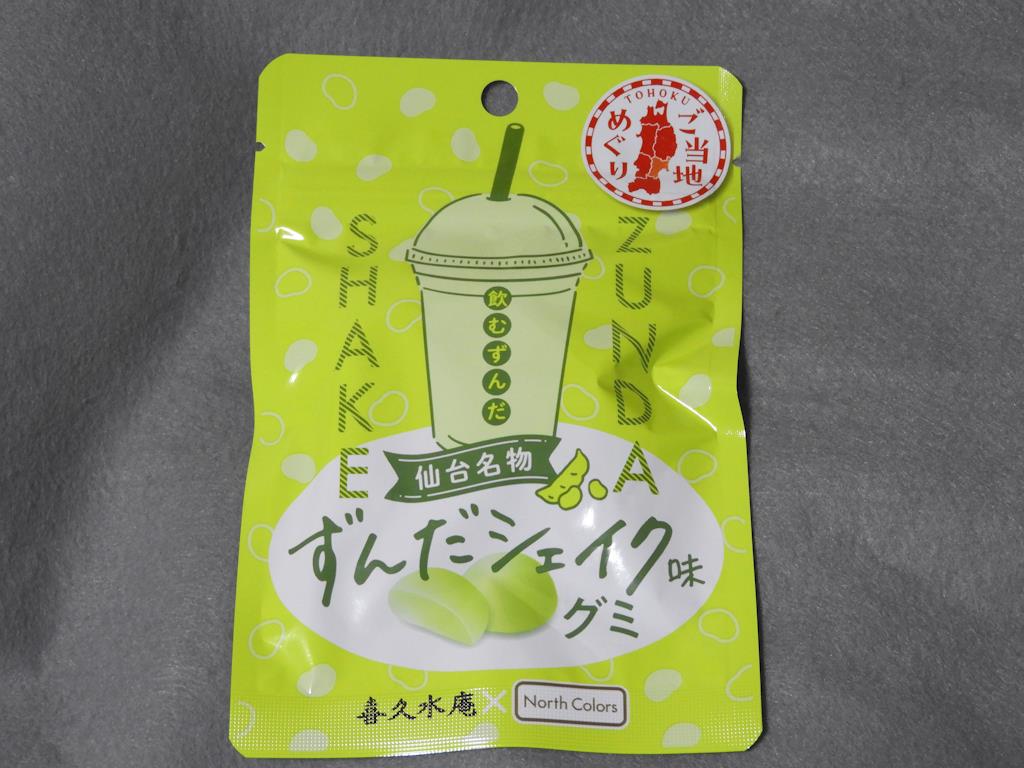 TOHOKU
ご当地
めぐり
ZUNDA
SHAKE
飲むずんだ
仙台名物
ずんだシェイク味
グミ
喜久水庵×North Colors